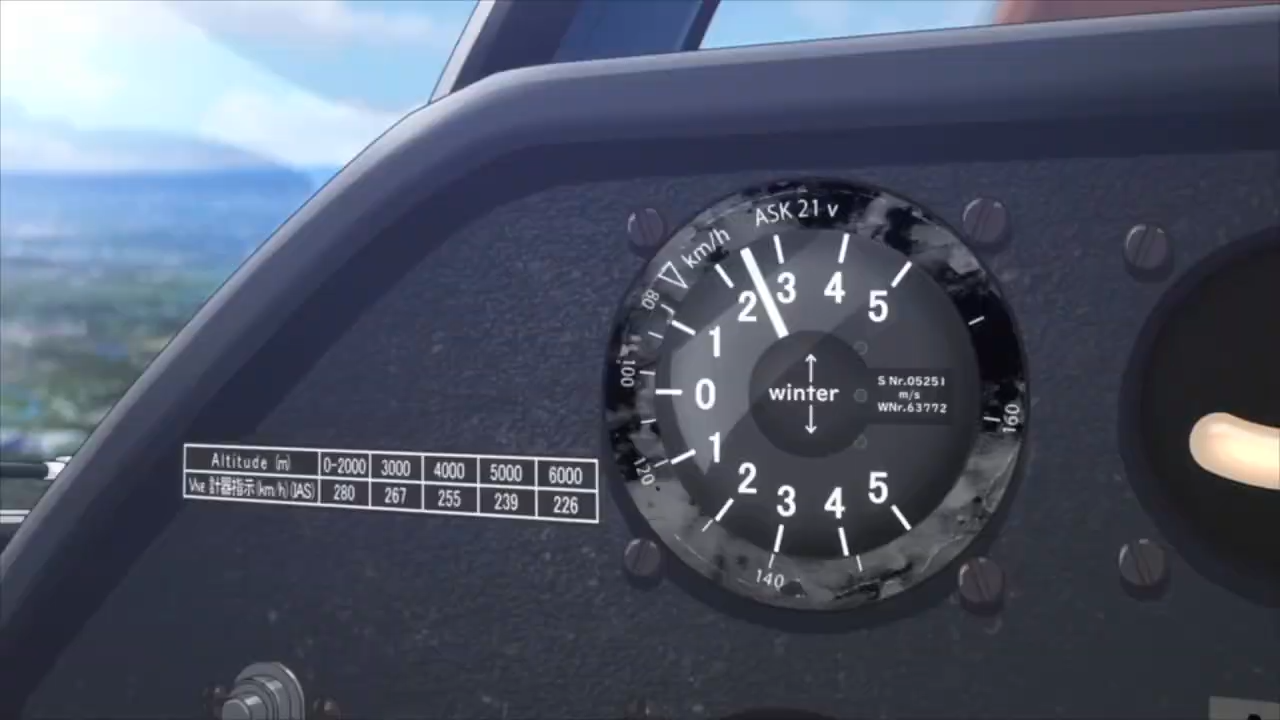 ASK 21 v
km/h
80
100
120
140
160
5
4
3
2
1
0
1
2
3
4
5
winter
S Nr.05251
m/s
WNr.63772
Altitude (m) 0-2000 3000 4000 5000 6000
VNE 計器指示(km/h)(IAS) 280 267 255 239 226